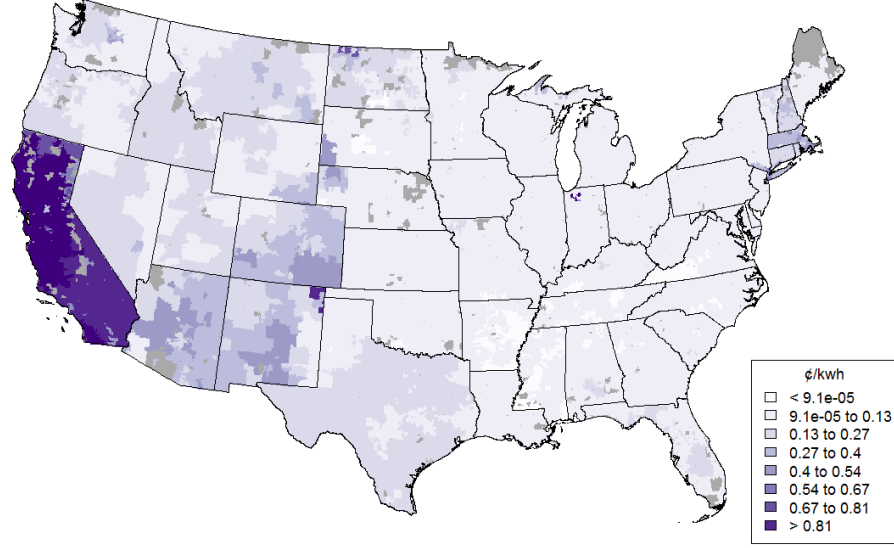 ¢/kwh
< 9.1e-05
9.1e-05 to 0.13
0.13 to 0.27
0.27 to 0.4
0.4 to 0.54
0.54 to 0.67
0.67 to 0.81
> 0.81